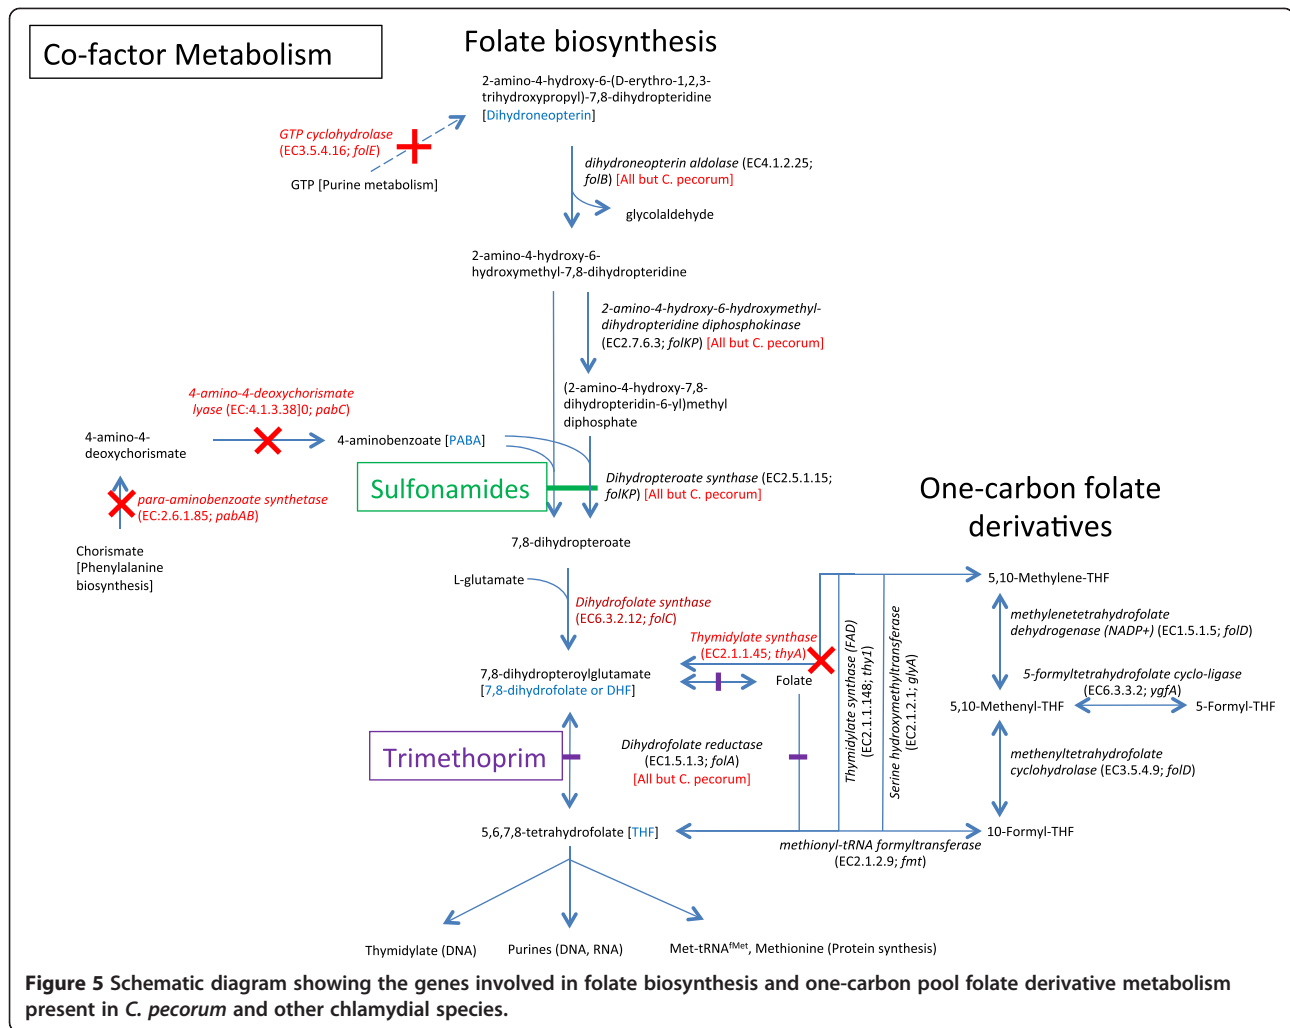 Co-factor Metabolism
Folate biosynthesis
2-amino-4-hydroxy-6-(D-erythro-1,2,3-
trihydroxypropyl)-7,8-dihydropteridine
[Dihydroneopterin]
GTP cyclohydrolase
(EC3.5.4.16; folE)
GTP [Purine metabolism]
dihydroneopterin aldolase (EC4.1.2.25;
folB) [All but C. pecorum]
glycolaldehyde
2-amino-4-hydroxy-6-
hydroxymethyl-7,8-dihydropteridine
2-amino-4-hydroxy-6-hydroxymethyl-
dihydropteridine diphosphokinase
(EC2.7.6.3; folKP) [All but C. pecorum]
4-amino-4-deoxychorismate
lyase (EC:4.1.3.38]0; pabC)
(2-amino-4-hydroxy-7,8-
dihydropteridin-6-yl)methyl
diphosphate
4-amino-4-
deoxychorismate
4-aminobenzoate [PABA]
Sulfonamides
Dihydropteroate synthase (EC2.5.1.15;
folKP) [All but C. pecorum]
para-aminobenzoate synthetase
(EC:2.6.1.85; pabAB)
Chorismate
[Phenylalanine
biosynthesis]
7,8-dihydropteroate
L-glutamate
Dihydrofolate synthase
(EC6.3.2.12; folC)
Thymidylate synthase
(EC2.1.1.45; thyA)
7,8-dihydropteroylglutamate
[7,8-dihydrofolate or DHF]
Folate
Trimethoprim
Dihydrofolate reductase
(EC1.5.1.3; folA)
[All but C. pecorum]
5,6,7,8-tetrahydrofolate [THF]
Thymidylate (DNA)
Purines (DNA, RNA)
Met-tRNAfMet, Methionine (Protein synthesis)
One-carbon folate
derivatives
Thymidylate synthase (FAD)
(EC2.1.1.148; thy1)
Serine hydroxymethyltransferase
(EC2.1.2.1; glyA)
5,10-Methylene-THF
methylenetetrahydrofolate
dehydrogenase (NADP+) (EC1.5.1.5; folD)
5-formyltetrahydrofolate cyclo-ligase
(EC6.3.3.2; ygfA)
5,10-Methenyl-THF
5-Formyl-THF
methenyltetrahydrofolate
cyclohydrolase (EC3.5.4.9; folD)
10-Formyl-THF
methionyl-tRNA formyltransferase
(EC2.1.2.9; fmt)
Figure 5 Schematic diagram showing the genes involved in folate biosynthesis and one-carbon pool folate derivative metabolism
present in C. pecorum and other chlamydial species.